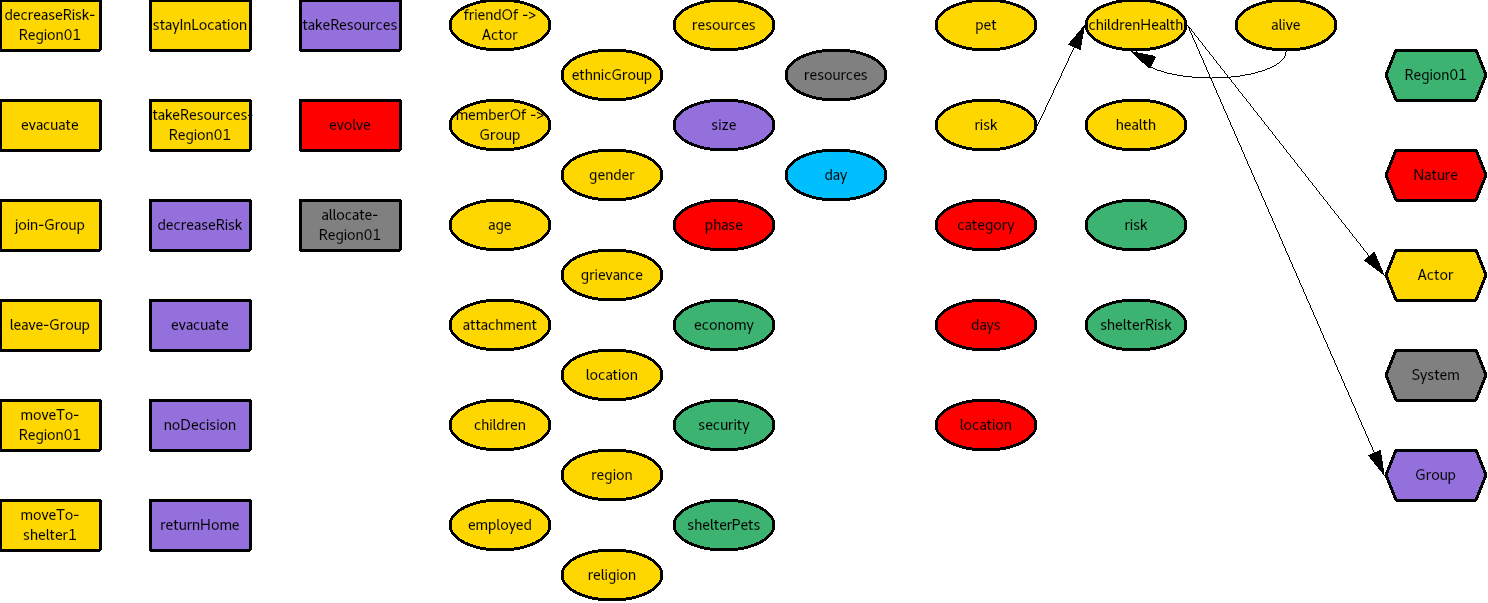 decreaseRisk-
Region01
stayInLocation
takeResources
friendOf ->
Actor
resources
pet
childrenHealth
alive
ethnicGroup
resources
Region01
evacuate
takeResources-
Region01
evolve
memberOf ->
Group
size
risk
health
gender
day
Nature
join-Group
decreaseRisk
allocate-
Region01
age
phase
category
risk
grievance
Actor
leave-Group
evacuate
attachment
economy
days
shelterRisk
location
System
moveTo-
Region01
noDecision
children
security
location
region
Group
moveTo-
shelter1
returnHome
employed
shelterPets
religion